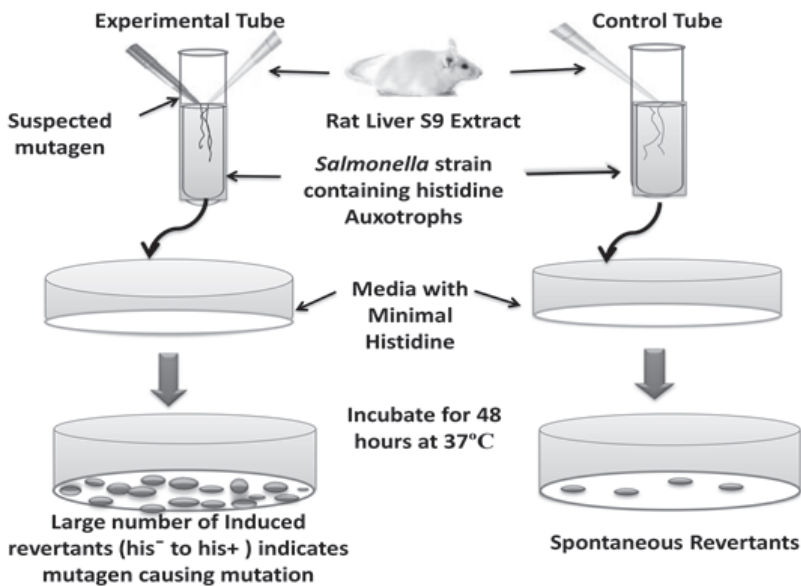 Experimental Tube
Control Tube
Suspected
mutagen
Rat Liver S9 Extract
Salmonella strain
containing histidine
Auxotrophs
Media with
Minimal
Histidine
Incubate for 48
hours at 37°C
Large number of Induced
revertants (his⁻ to his+ ) indicates
mutagen causing mutation
Spontaneous Revertants